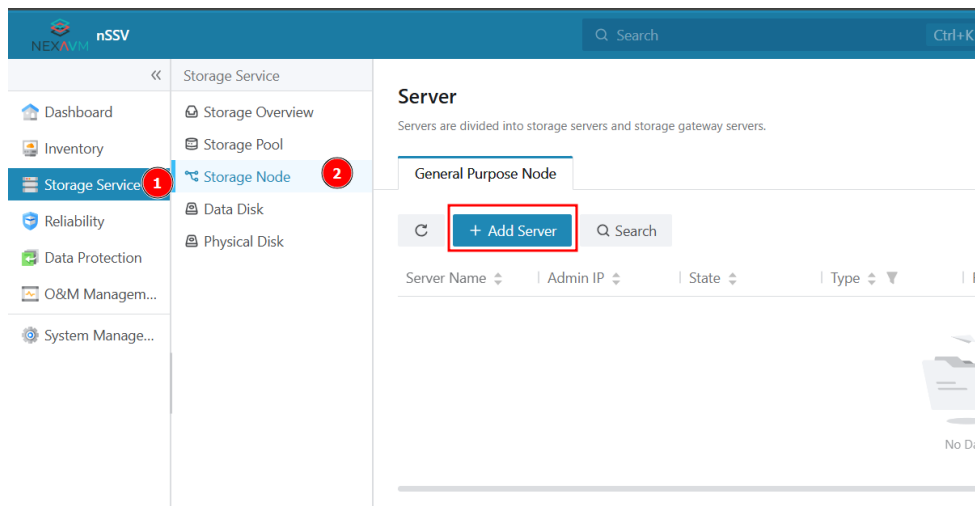 NEXAVM nSSV
Search
Ctrl+K
Storage Service
Dashboard
Inventory
Storage Service 1
Reliability
Data Protection
O&M Managem...
System Manage...
Storage Overview
Storage Pool
Storage Node 2
Data Disk
Physical Disk
Server
Servers are divided into storage servers and storage gateway servers.
General Purpose Node
+ Add Server
Search
Server Name Admin IP State Type
No Da